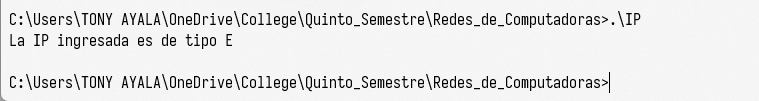 C:\Users\TONY AYALA\OneDrive\College\Quinto_Semestre\Redes_de_Computadoras>.\IP
La IP ingresada es de tipo E
C:\Users\TONY AYALA\OneDrive\College\Quinto_Semestre\Redes_de_Computadoras>